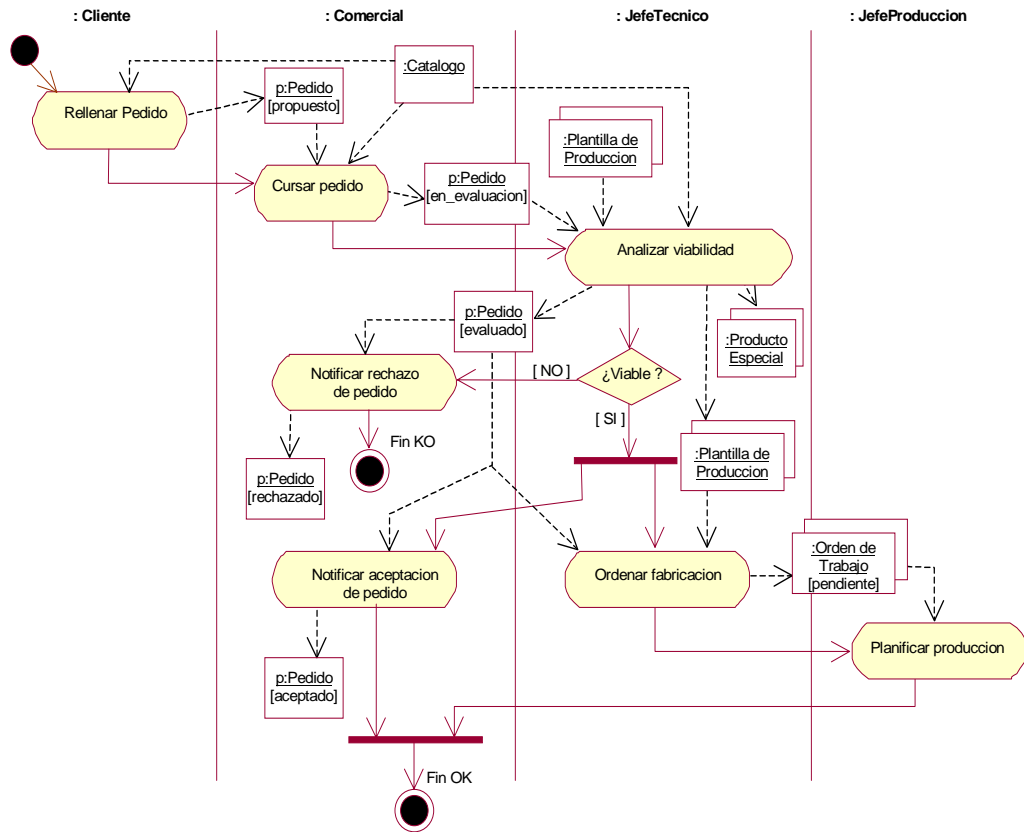 : Cliente
: Comercial
: JefeTecnico
: JefeProduccion
:Catalogo
p:Pedido
[propuesto]
Rellenar Pedido
:Plantilla de
Produccion
Cursar pedido
p:Pedido
[en_evaluacion]
Analizar viabilidad
p:Pedido
[evaluado]
:Producto
Especial
Notificar rechazo
de pedido
[ NO ]
¿Viable ?
[ SI ]
Fin KO
:Plantilla de
Produccion
p:Pedido
[rechazado]
Notificar aceptacion
de pedido
Ordenar fabricacion
:Orden de
Trabajo
[pendiente]
Planificar produccion
p:Pedido
[aceptado]
Fin OK